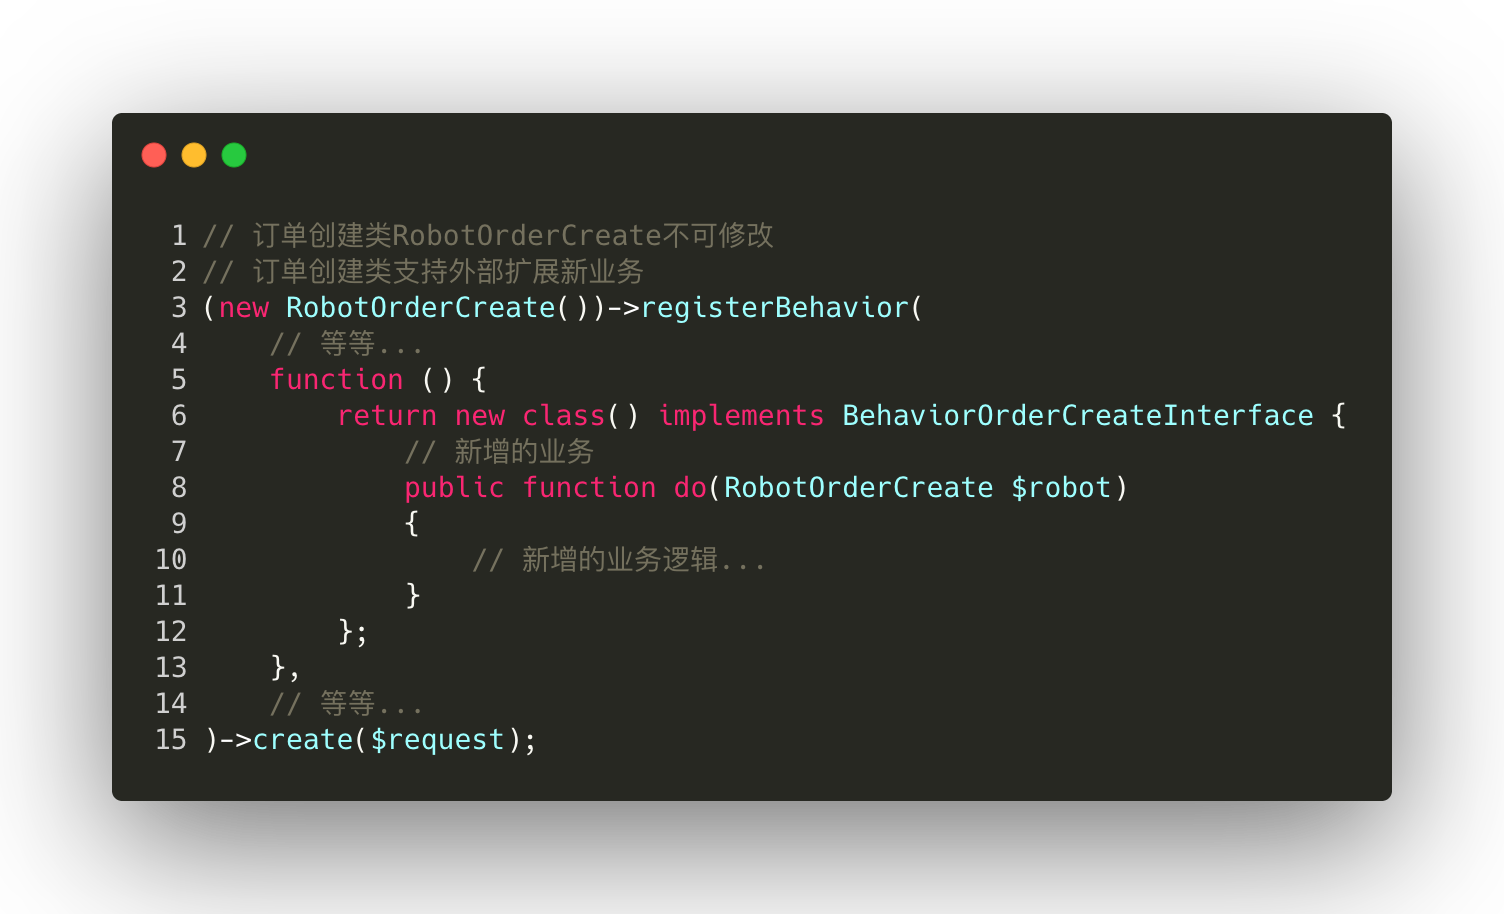 1 // 订单创建类RobotOrderCreate不可修改
2 // 订单创建类支持外部扩展新业务
3 (new RobotOrderCreate())->registerBehavior(
4     // 等等...
5     function () {
6         return new class() implements BehaviorOrderCreateInterface {
7             // 新增的业务
8             public function do(RobotOrderCreate $robot)
9             {
10                 // 新增的业务逻辑...
11             }
12         };
13     },
14     // 等等...
15 )->create($request);